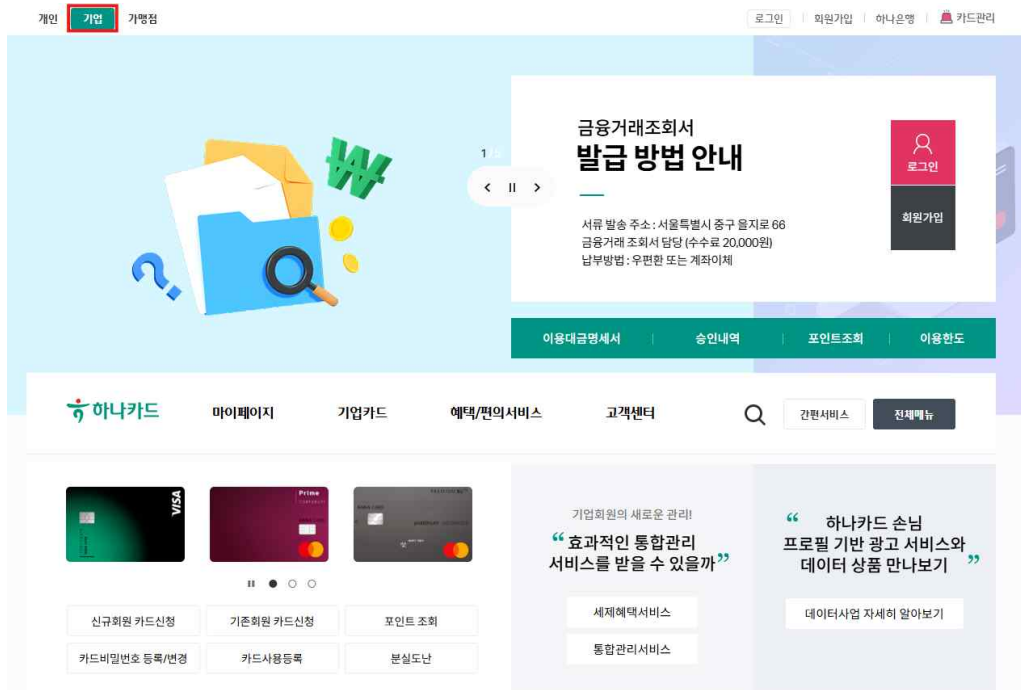 개인 기업 가맹점
로그인 회원가입 하나은행 카드관리
금융거래조회서
발급 방법 안내
1
서류 발송 주소 : 서울특별시 중구 을지로 66
금융거래 조회서 담당 (수수료 20,000원)
납부방법 : 우편환 또는 계좌이체
로그인
회원가입
이용대금명세서 승인내역 포인트조회 이용한도
하나카드 마이페이지 기업카드 혜택/편의서비스 고객센터 간편서비스 전체메뉴
VISA
Prime
신규회원 카드신청 기존회원 카드신청 포인트 조회
카드비밀번호 등록/변경 카드사용등록 분실도난
기업회원의 새로운 관리!
“효과적인 통합관리
서비스를 받을 수 있을까”
세제혜택서비스
통합관리서비스
“ 하나카드 손님
프로필 기반 광고 서비스와
데이터 상품 만나보기 ”
데이터사업 자세히 알아보기